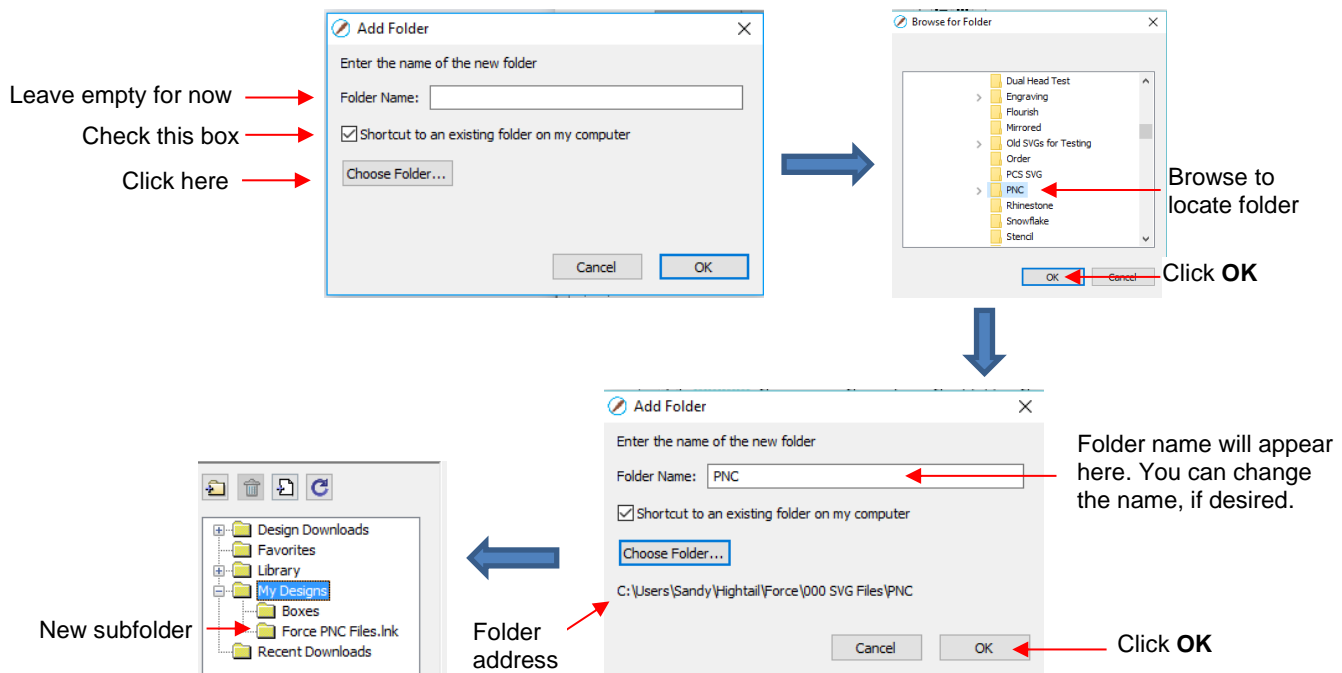 Add Folder
Enter the name of the new folder
Leave empty for now
Folder Name:
Check this box
Shortcut to an existing folder on my computer
Click here
Choose Folder...
Cancel
OK
Browse for Folder
Dual Head Test
Engraving
Flourish
Mirrored
Old SVGs for Testing
Order
PCS SVG
PNC
Rhinestone
Snowflake
Stencil
Browse to
locate folder
OK
Cancel
Click OK
Add Folder
Enter the name of the new folder
Folder Name: PNC
Shortcut to an existing folder on my computer
Choose Folder...
C:\Users\Sandy\Hightail\Force\000 SVG Files\PNC
Cancel
OK
Folder name will appear
here. You can change
the name, if desired.
Folder
address
Click OK
Design Downloads
Favorites
Library
My Designs
Boxes
Force PNC Files.lnk
Recent Downloads
New subfolder